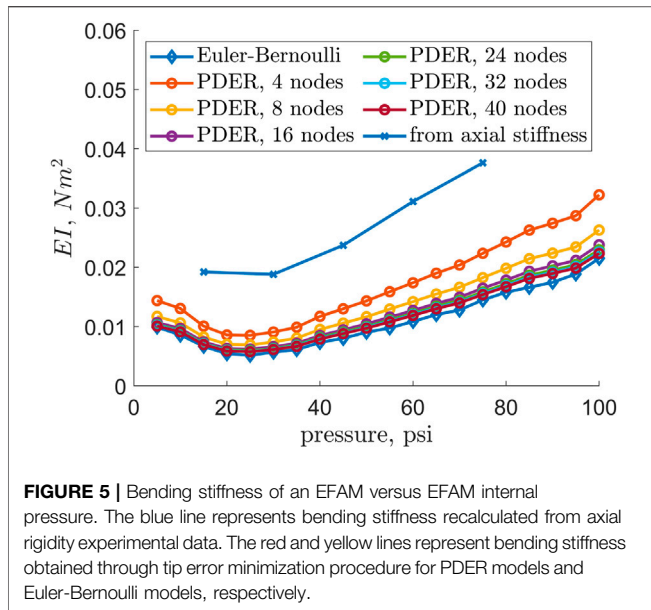 0.06
0.05
0.04
0.03
0.02
0.01
0
EI, Nm²
Euler-Bernoulli
PDER, 4 nodes
PDER, 8 nodes
PDER, 16 nodes
PDER, 24 nodes
PDER, 32 nodes
PDER, 40 nodes
from axial stiffness
0 20 40 60 80 100
pressure, psi
FIGURE 5 | Bending stiffness of an EFAM versus EFAM internal
pressure. The blue line represents bending stiffness recalculated from axial
rigidity experimental data. The red and yellow lines represent bending stiffness
obtained through tip error minimization procedure for PDER models and
Euler-Bernoulli models, respectively.